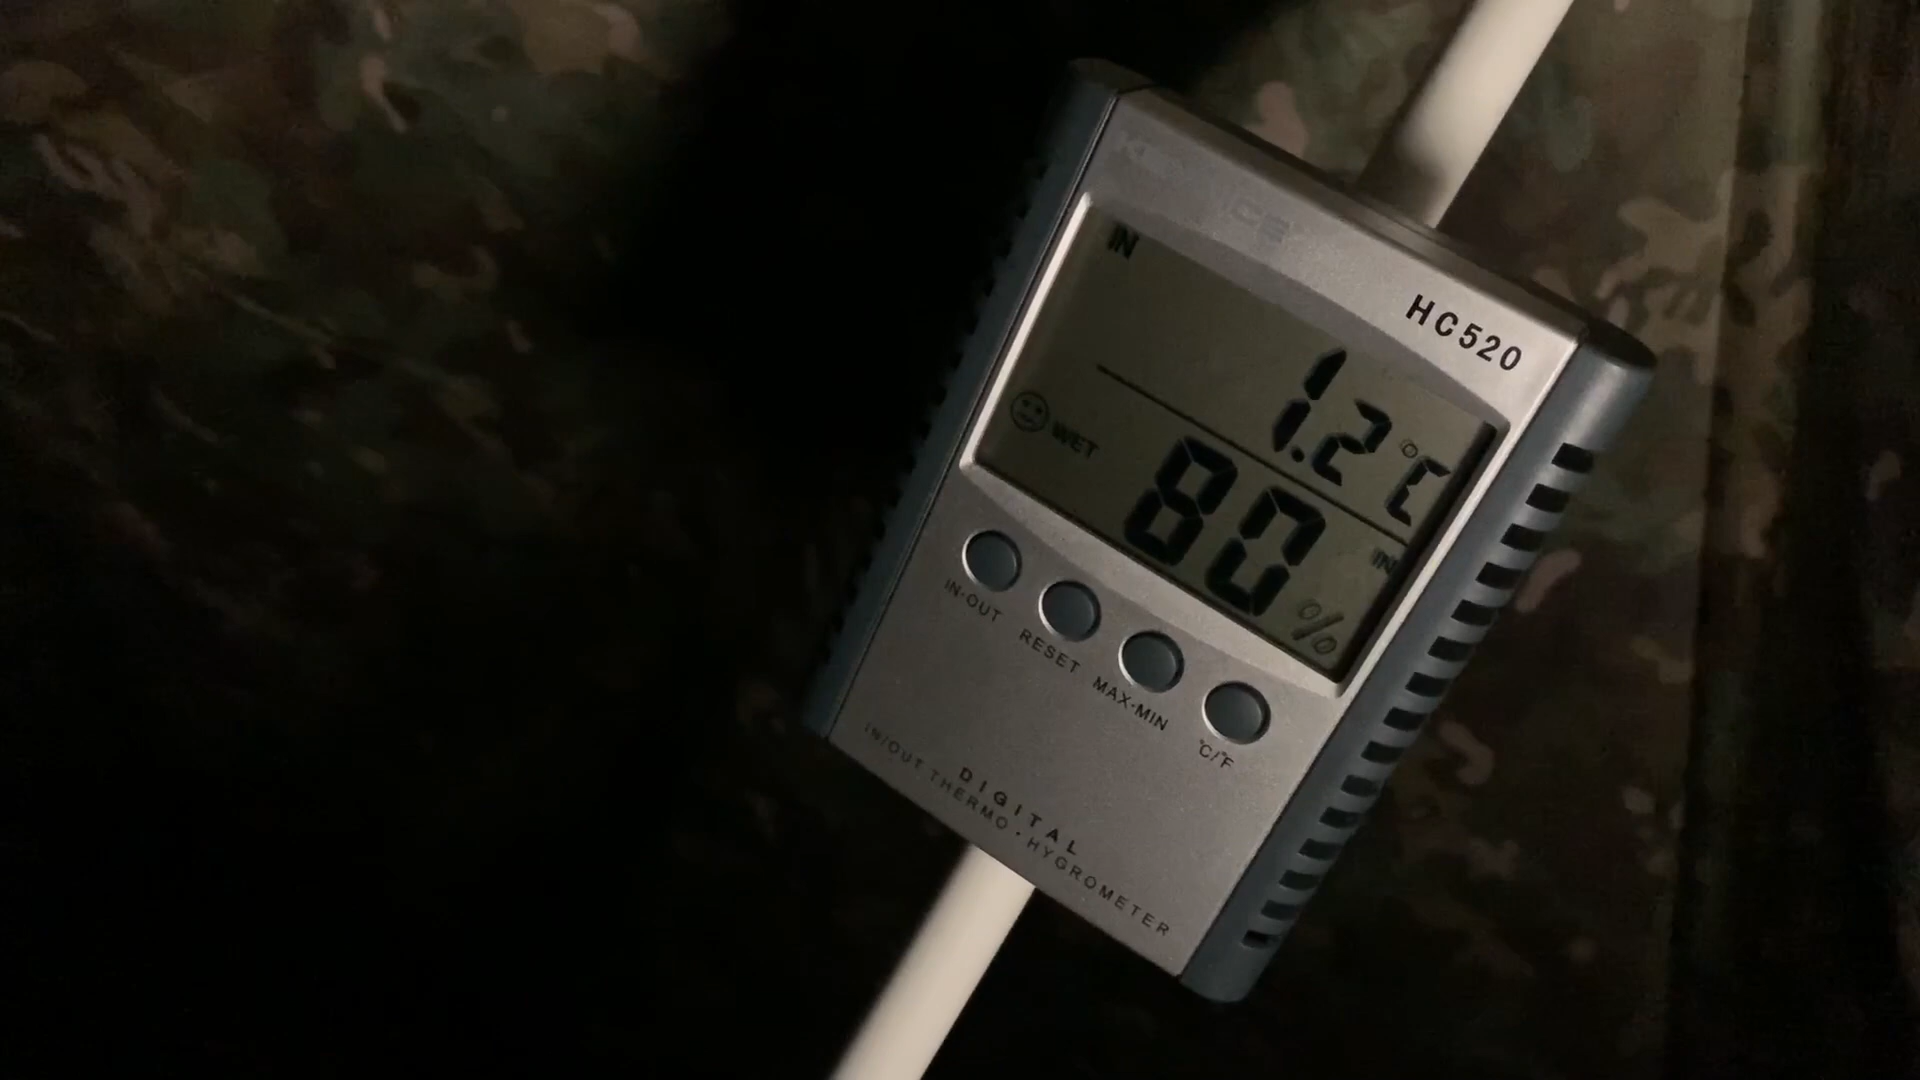 HC520
IN
1.2 °C
WET
80 %
IN
IN-OUT
RESET
MAX-MIN
°C/°F
DIGITAL
IN/OUT THERMO-HYGROMETER